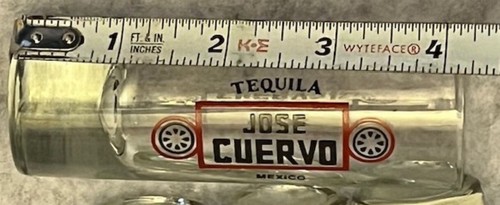 1 FT. & IN. INCHES 2 K+E 3 WYTEFACE® 4
TEQUILA
JOSE
CUERVO
MEXICO